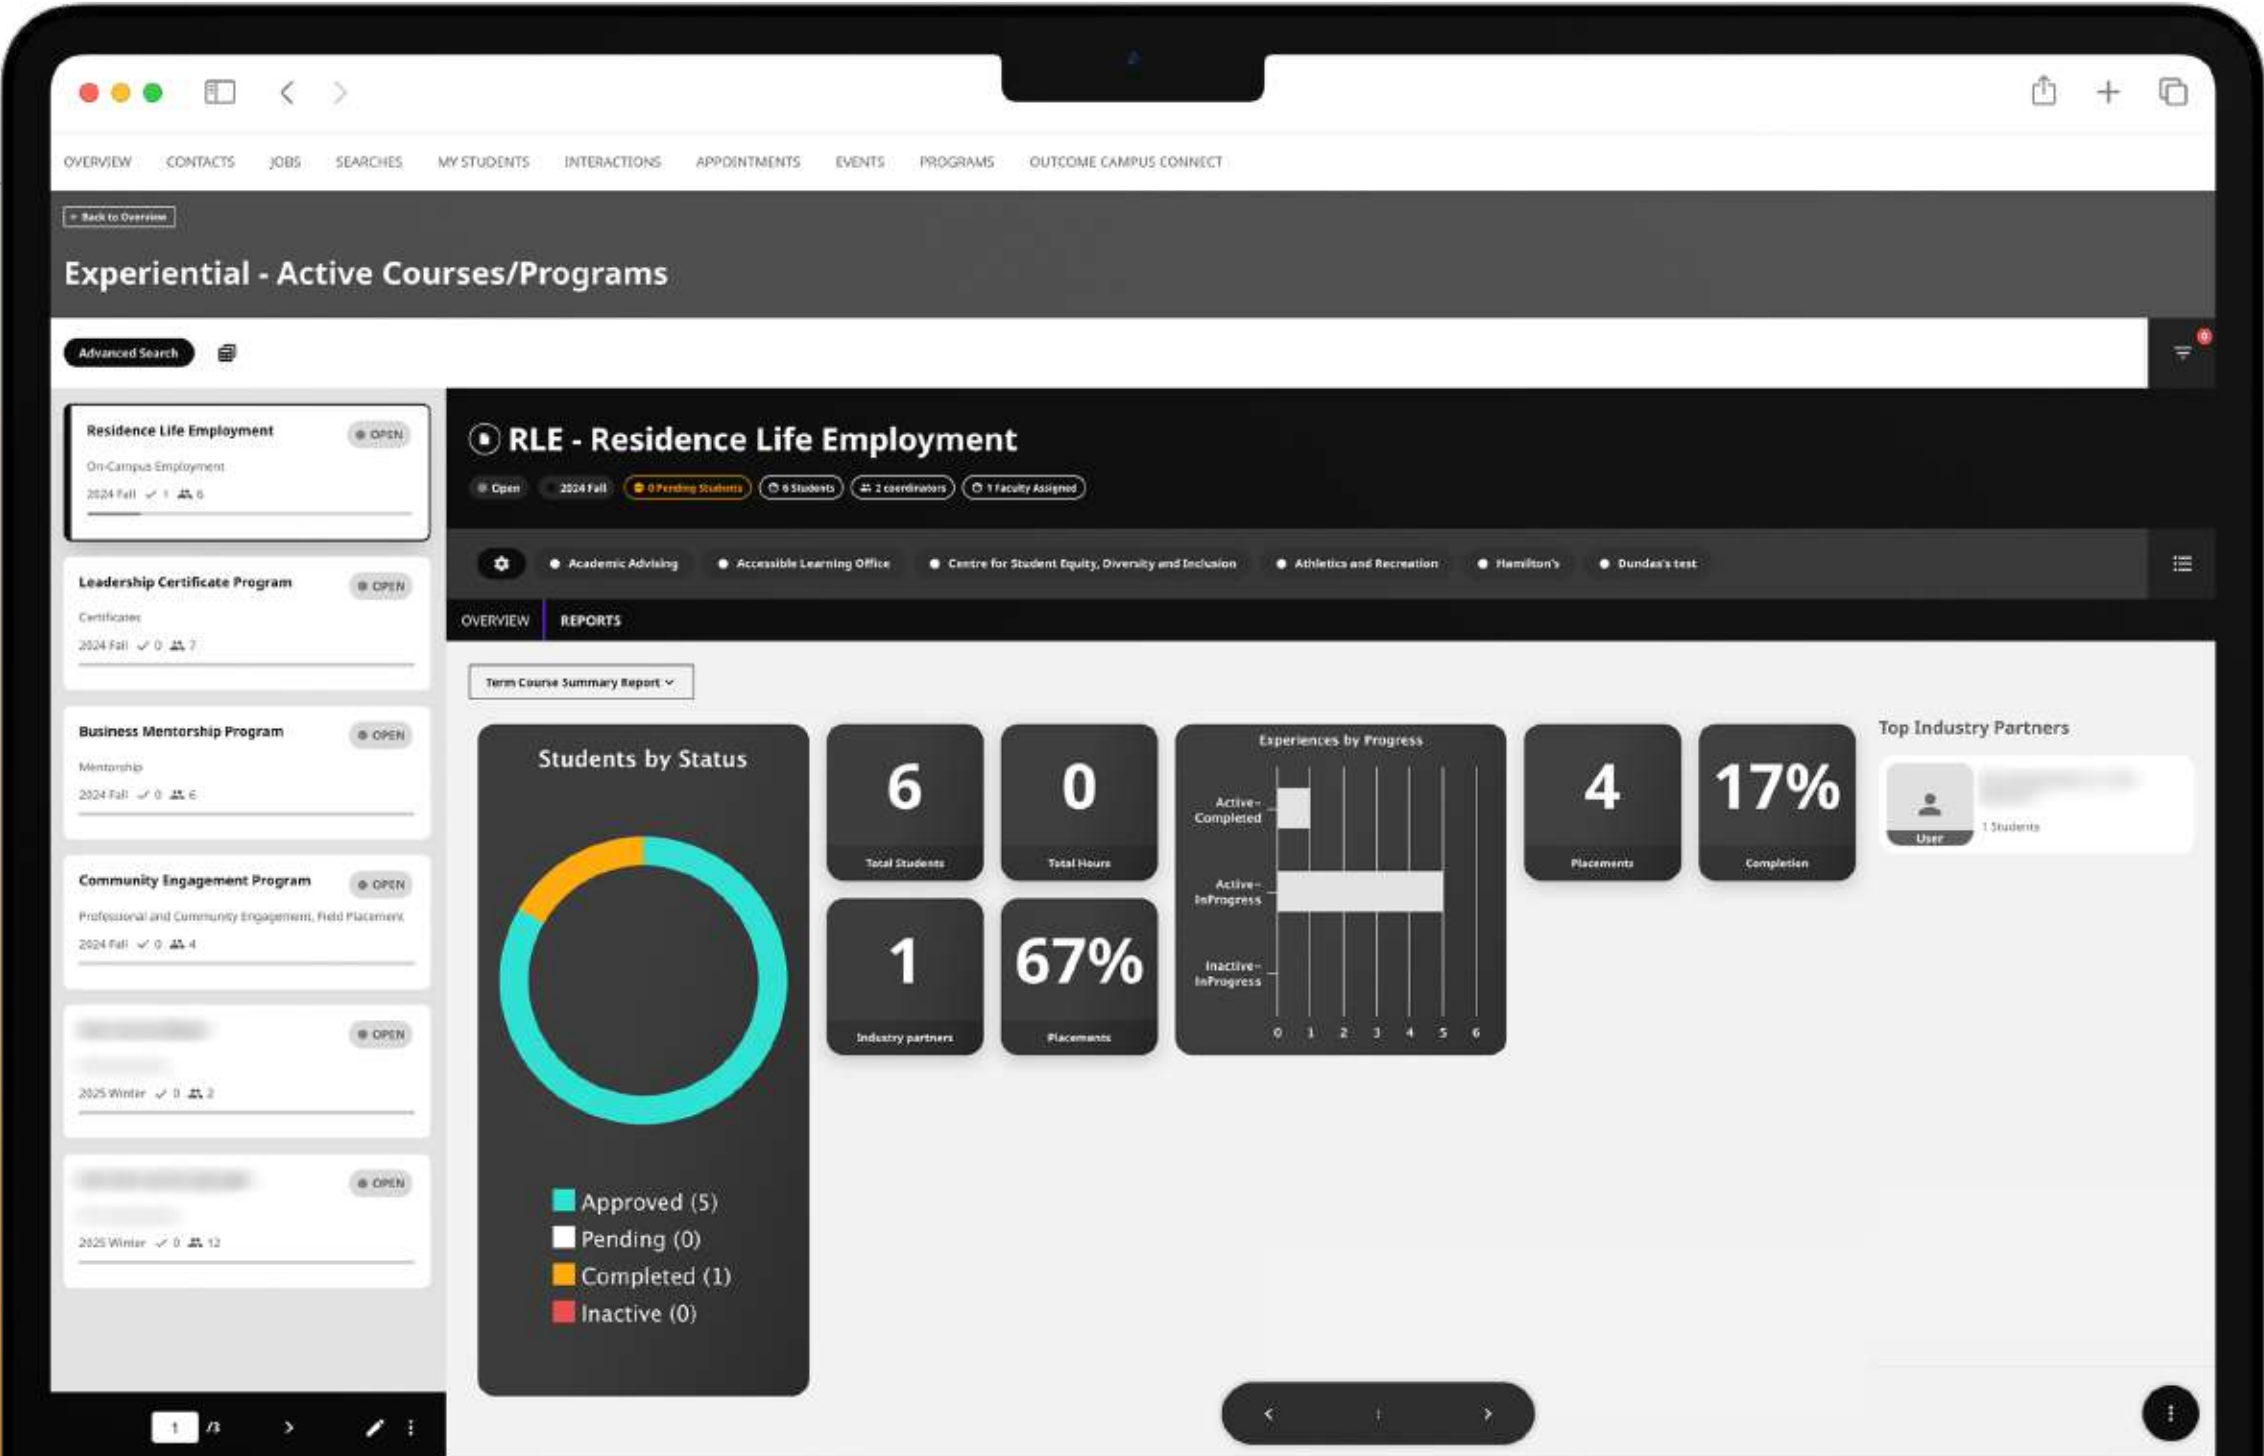 OVERVIEW CONTACTS JOBS SEARCHES MY STUDENTS INTERACTIONS APPOINTMENTS EVENTS PROGRAMS OUTCOME CAMPUS CONNECT
Back to Overview
Experiential - Active Courses/Programs
Advanced Search
0
Residence Life Employment
OPEN
On-Campus Employment
2024 Fall 1 6
Leadership Certificate Program
OPEN
Certificates
2024 Fall 0 7
Business Mentorship Program
OPEN
Mentorship
2024 Fall 0 6
Community Engagement Program
OPEN
Professional and Community Engagement, Field Placement
2024 Fall 0 4
OPEN
2025 Winter 0 2
OPEN
2025 Winter 0 12
1 /3
RLE - Residence Life Employment
Open 2024 Fall 0 Pending Students 6 Students 2 coordinators 1 Faculty Assigned
Academic Advising Accessible Learning Office Centre for Student Equity, Diversity and Inclusion Athletics and Recreation Hamilton's Dundas's test
OVERVIEW REPORTS
Term Course Summary Report
Students by Status
Approved (5)
Pending (0)
Completed (1)
Inactive (0)
6
Total Students
0
Total Hours
1
Industry partners
67%
Placements
Experiences by Progress
Active-
Completed
Active-
InProgress
Inactive-
InProgress
0 1 2 3 4 5 6
4
Placements
17%
Completion
Top Industry Partners
User
1 Students